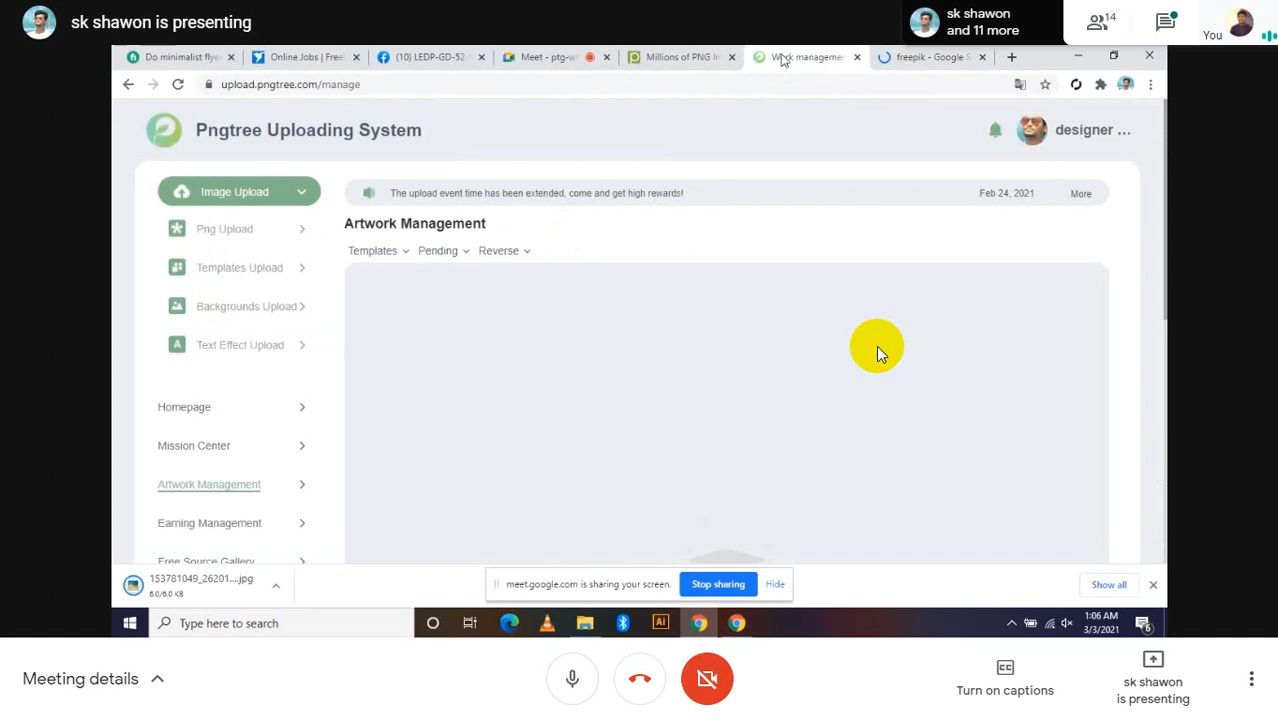 sk shawon is presenting
sk shawon
and 11 more
14
You
Do minimalist flye
Online Jobs | Free
(10) LEDP-GD-52-
Meet - ptg-w
Millions of PNG Im
Work managemen
freepik - Google S
upload.pngtree.com/manage
Pngtree Uploading System
designer ...
Image Upload
The upload event time has been extended, come and get high rewards!
Feb 24, 2021
More
Png Upload
Artwork Management
Templates
Pending
Reverse
Templates Upload
Backgrounds Upload
A
Text Effect Upload
Homepage
Mission Center
Artwork Management
Earning Management
Free Source Gallery
153781049_26201....jpg
6.0/6.0 KB
meet.google.com is sharing your screen.
Stop sharing
Hide
Show all
Type here to search
Ai
1:06 AM
3/3/2021
6
Meeting details
CC
Turn on captions
sk shawon
is presenting